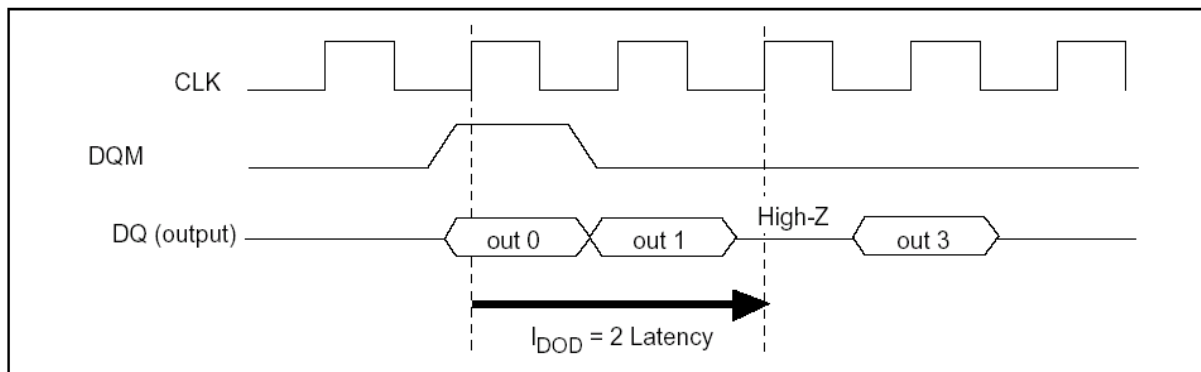 CLK
DQM
DQ (output)
out 0
out 1
High-Z
out 3
IDOD = 2 Latency